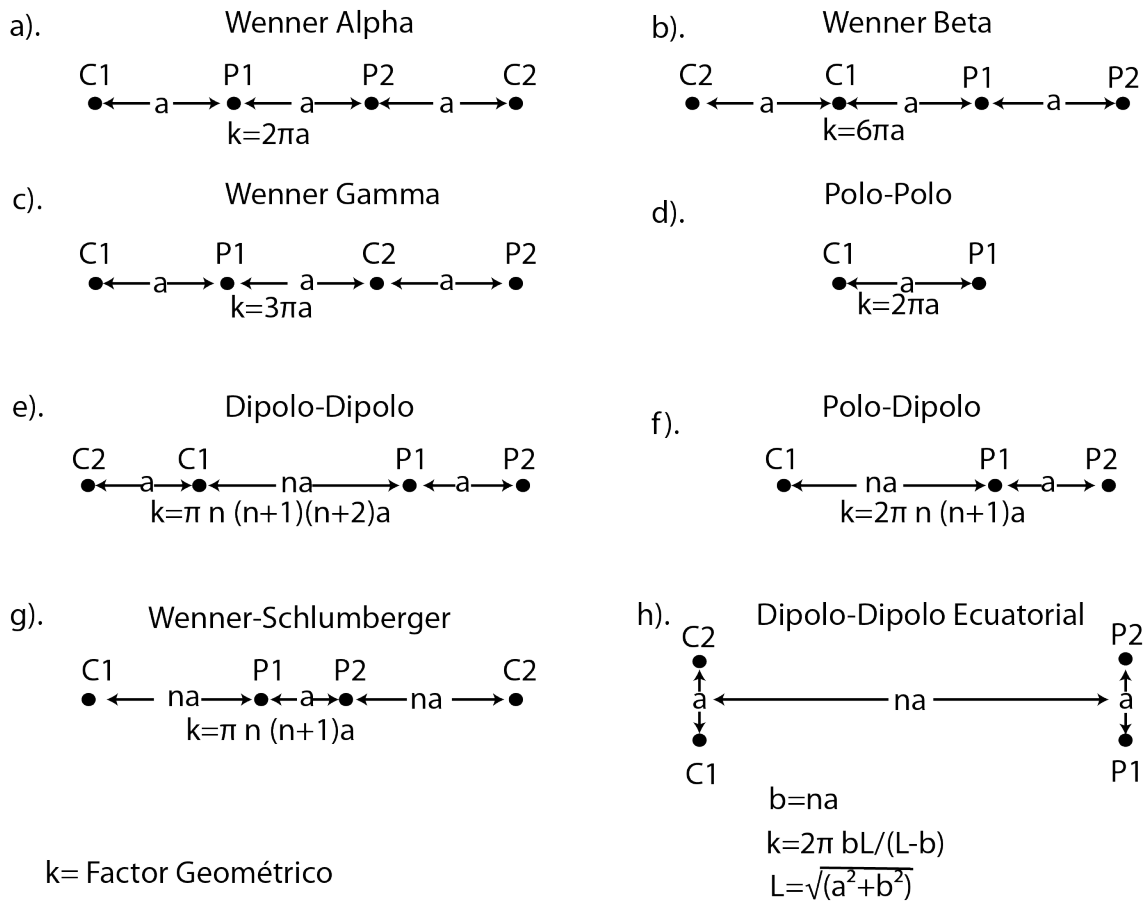 a). Wenner Alpha
C1 P1 P2 C2
a a a
k=2πa
b). Wenner Beta
C2 C1 P1 P2
a a a
k=6πa
c). Wenner Gamma
C1 P1 C2 P2
a a a
k=3πa
d). Polo-Polo
C1 P1
a
k=2πa
e). Dipolo-Dipolo
C2 C1 P1 P2
a na a
k=π n (n+1)(n+2)a
f). Polo-Dipolo
C1 P1 P2
na a
k=2π n (n+1)a
g). Wenner-Schlumberger
C1 P1 P2 C2
na a na
k=π n (n+1)a
h). Dipolo-Dipolo Ecuatorial
C2 P2
a na a
C1 P1
b=na
k=2π bL/(L-b)
L=√(a²+b²)
k= Factor Geométrico